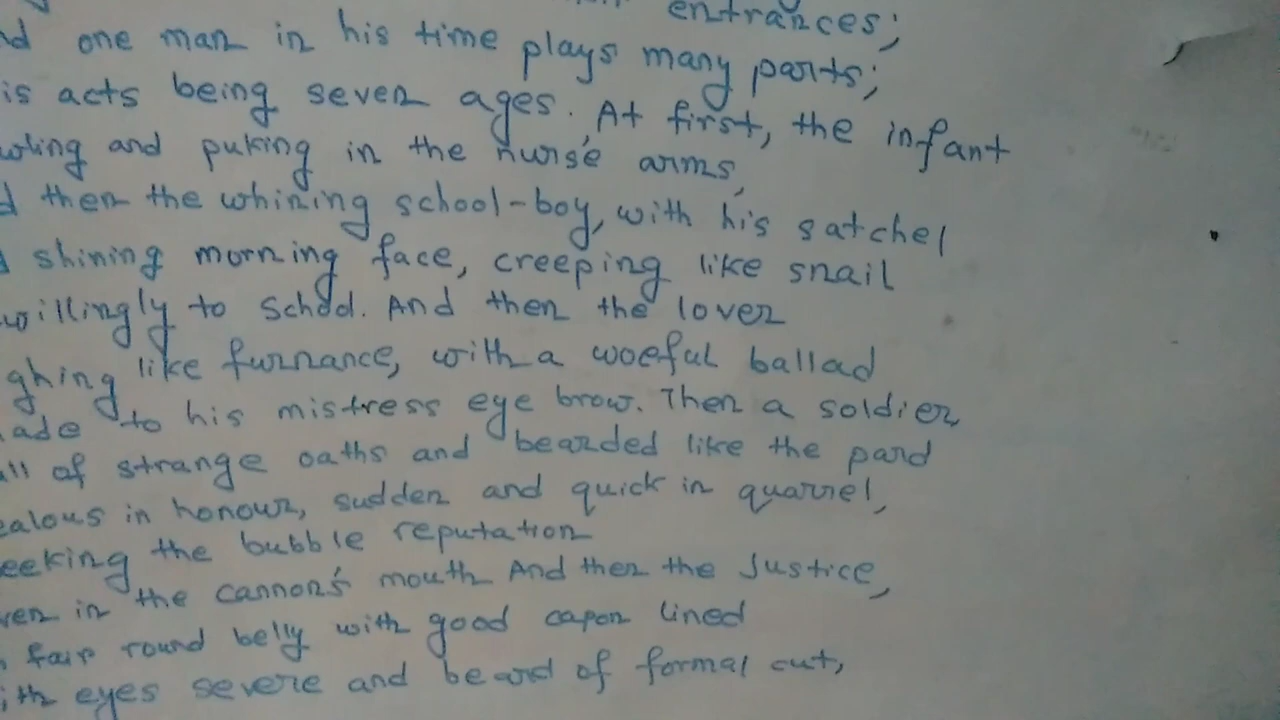 entrances;
nd one man in his time plays many parts;
is acts being seven ages. At first, the infant
wling and puking in the nurse's arms,
d then the whining school-boy, with his satchel
d shining morning face, creeping like snail
willingly to school. And then the lover
ghing like furnance, with a woeful ballad
ade to his mistress eye brow. Then a soldier,
ll of strange oaths and bearded like the pard
ealous in honour, sudden and quick in quarrel,
eeking the bubble reputation
ven in the cannon's mouth And then the Justice,
fair round belly with good capon lined
ith eyes severe and beard of formal cut,